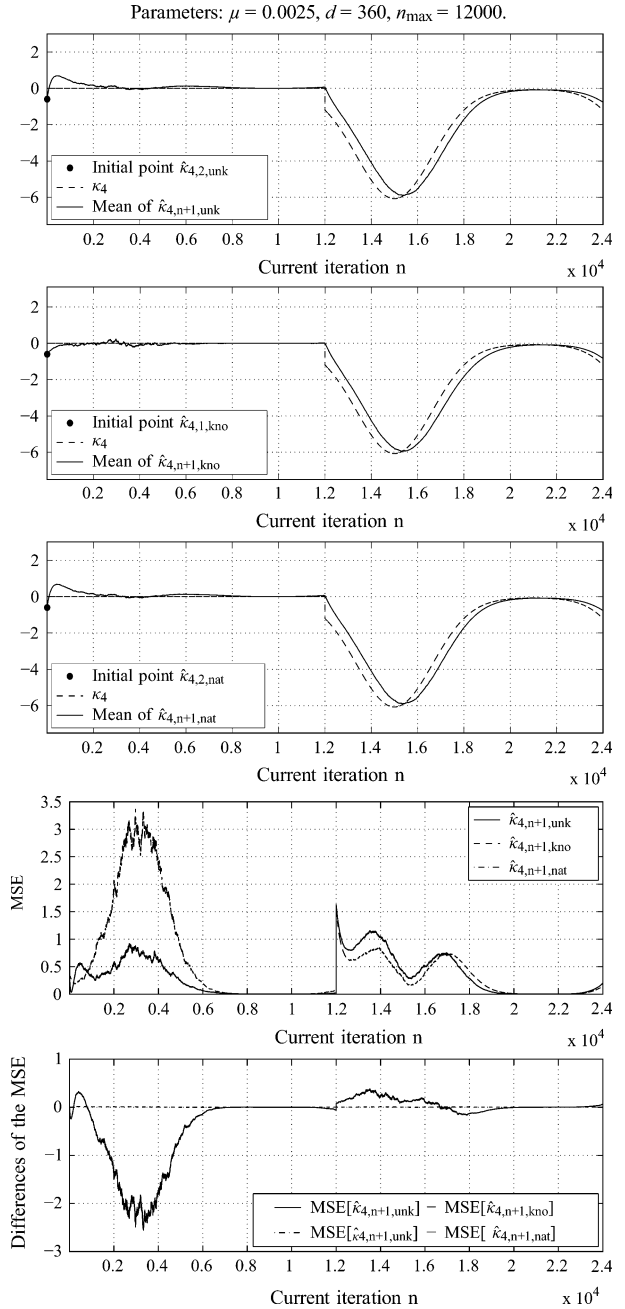 Parameters: μ = 0.0025, d = 360, n_max = 12000.
2
0
−2
−4
−6
Initial point κ̂_4,2,unk
κ_4
Mean of κ̂_4,n+1,unk
0.2 0.4 0.6 0.8 1 1.2 1.4 1.6 1.8 2 2.2 2.4
Current iteration n
x 10^4
2
0
−2
−4
−6
Initial point κ̂_4,1,kno
κ_4
Mean of κ̂_4,n+1,kno
0.2 0.4 0.6 0.8 1 1.2 1.4 1.6 1.8 2 2.2 2.4
Current iteration n
x 10^4
2
0
−2
−4
−6
Initial point κ̂_4,2,nat
κ_4
Mean of κ̂_4,n+1,nat
0.2 0.4 0.6 0.8 1 1.2 1.4 1.6 1.8 2 2.2 2.4
Current iteration n
x 10^4
MSE
3.5
3
2.5
2
1.5
1
0.5
0
κ̂_4,n+1,unk
κ̂_4,n+1,kno
κ̂_4,n+1,nat
0.2 0.4 0.6 0.8 1 1.2 1.4 1.6 1.8 2 2.2 2.4
Current iteration n
x 10^4
Differences of the MSE
1
0
−1
−2
−3
MSE[κ̂_4,n+1,unk] − MSE[κ̂_4,n+1,kno]
MSE[κ̂_4,n+1,unk] − MSE[ κ̂_4,n+1,nat]
0.2 0.4 0.6 0.8 1 1.2 1.4 1.6 1.8 2 2.2 2.4
Current iteration n
x 10^4